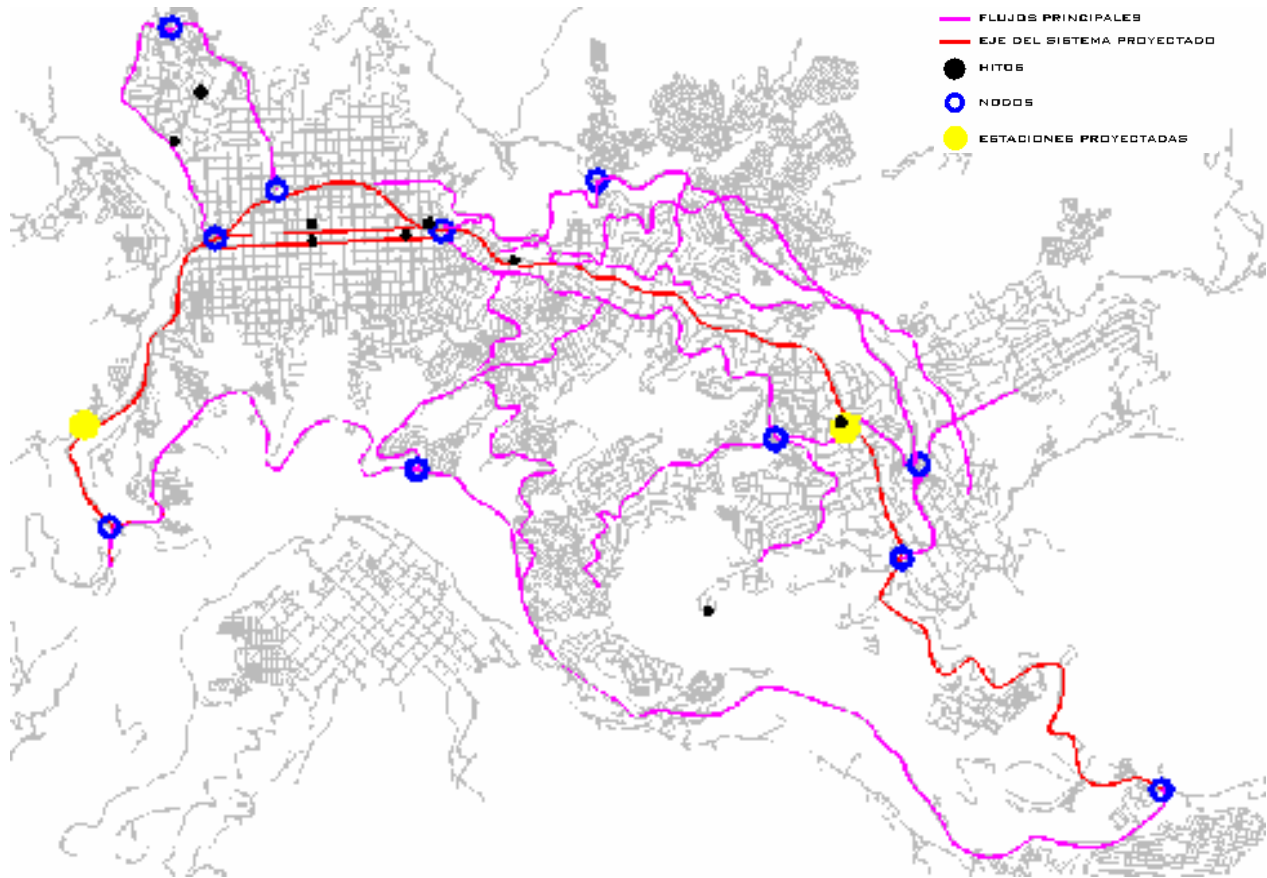 FLUJOS PRINCIPALES
EJE DEL SISTEMA PROYECTADO
HITOS
NODOS
ESTACIONES PROYECTADAS